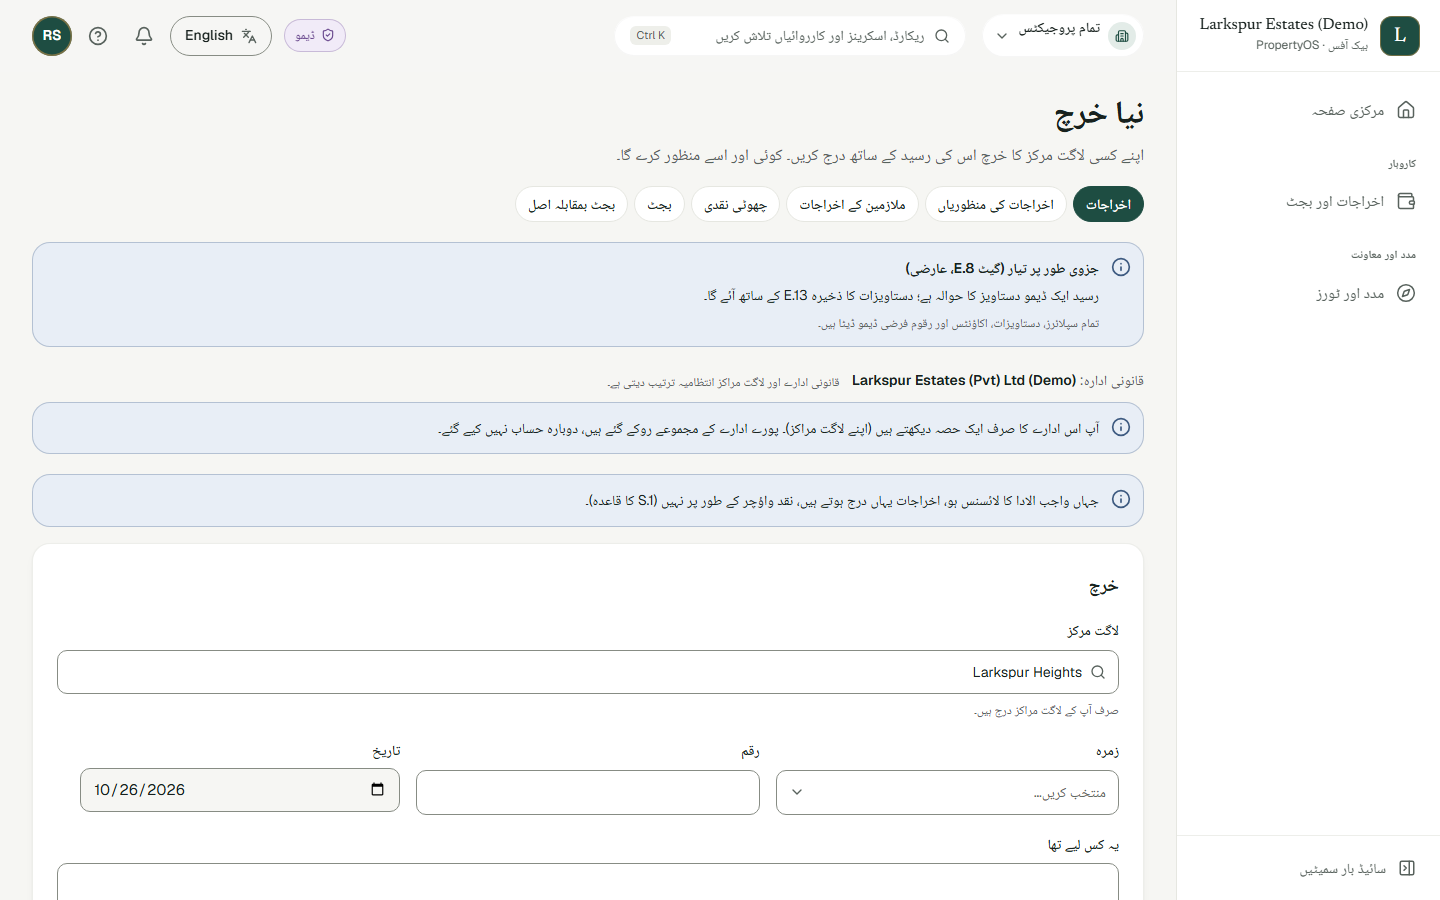 Larkspur Estates (Demo)
PropertyOS · بیک آفس
L
مرکزی صفحہ
کاروبار
اخراجات اور بجٹ
مدد اور معاونت
مدد اور ٹورز
سائیڈ بار سمیٹیں
تمام پروجیکٹس
ریکارڈ، اسکرینز اور کارروائیاں تلاش کریں
Ctrl K
ڈیمو
English
RS
نیا خرچ
اپنے کسی لاگت مرکز کا خرچ اس کی رسید کے ساتھ درج کریں۔ کوئی اور اسے منظور کرے گا۔
اخراجات
اخراجات کی منظوریاں
ملازمین کے اخراجات
چھوٹی نقدی
بجٹ
بجٹ بمقابلہ اصل
جزوی طور پر تیار (گیٹ E.8، عارضی)
رسید ایک ڈیمو دستاویز کا حوالہ ہے؛ دستاویزات کا ذخیرہ E.13 کے ساتھ آئے گا۔
تمام سپلائرز، دستاویزات، اکاؤنٹس اور رقوم فرضی ڈیمو ڈیٹا ہیں۔
قانونی ادارہ: Larkspur Estates (Pvt) Ltd (Demo) قانونی ادارے اور لاگت مراکز انتظامیہ ترتیب دیتی ہے۔
آپ اس ادارے کا صرف ایک حصہ دیکھتے ہیں (اپنے لاگت مراکز)۔ پورے ادارے کے مجموعے روکے گئے ہیں، دوبارہ حساب نہیں کیے گئے۔
جہاں واجب الادا کا لائسنس ہو، اخراجات یہاں درج ہوتے ہیں، نقد واؤچر کے طور پر نہیں (S.1 کا قاعدہ)۔
خرچ
لاگت مرکز
Larkspur Heights
صرف آپ کے لاگت مراکز درج ہیں۔
زمرہ
رقم
تاریخ
منتخب کریں...
10/26/2026
یہ کس لیے تھا